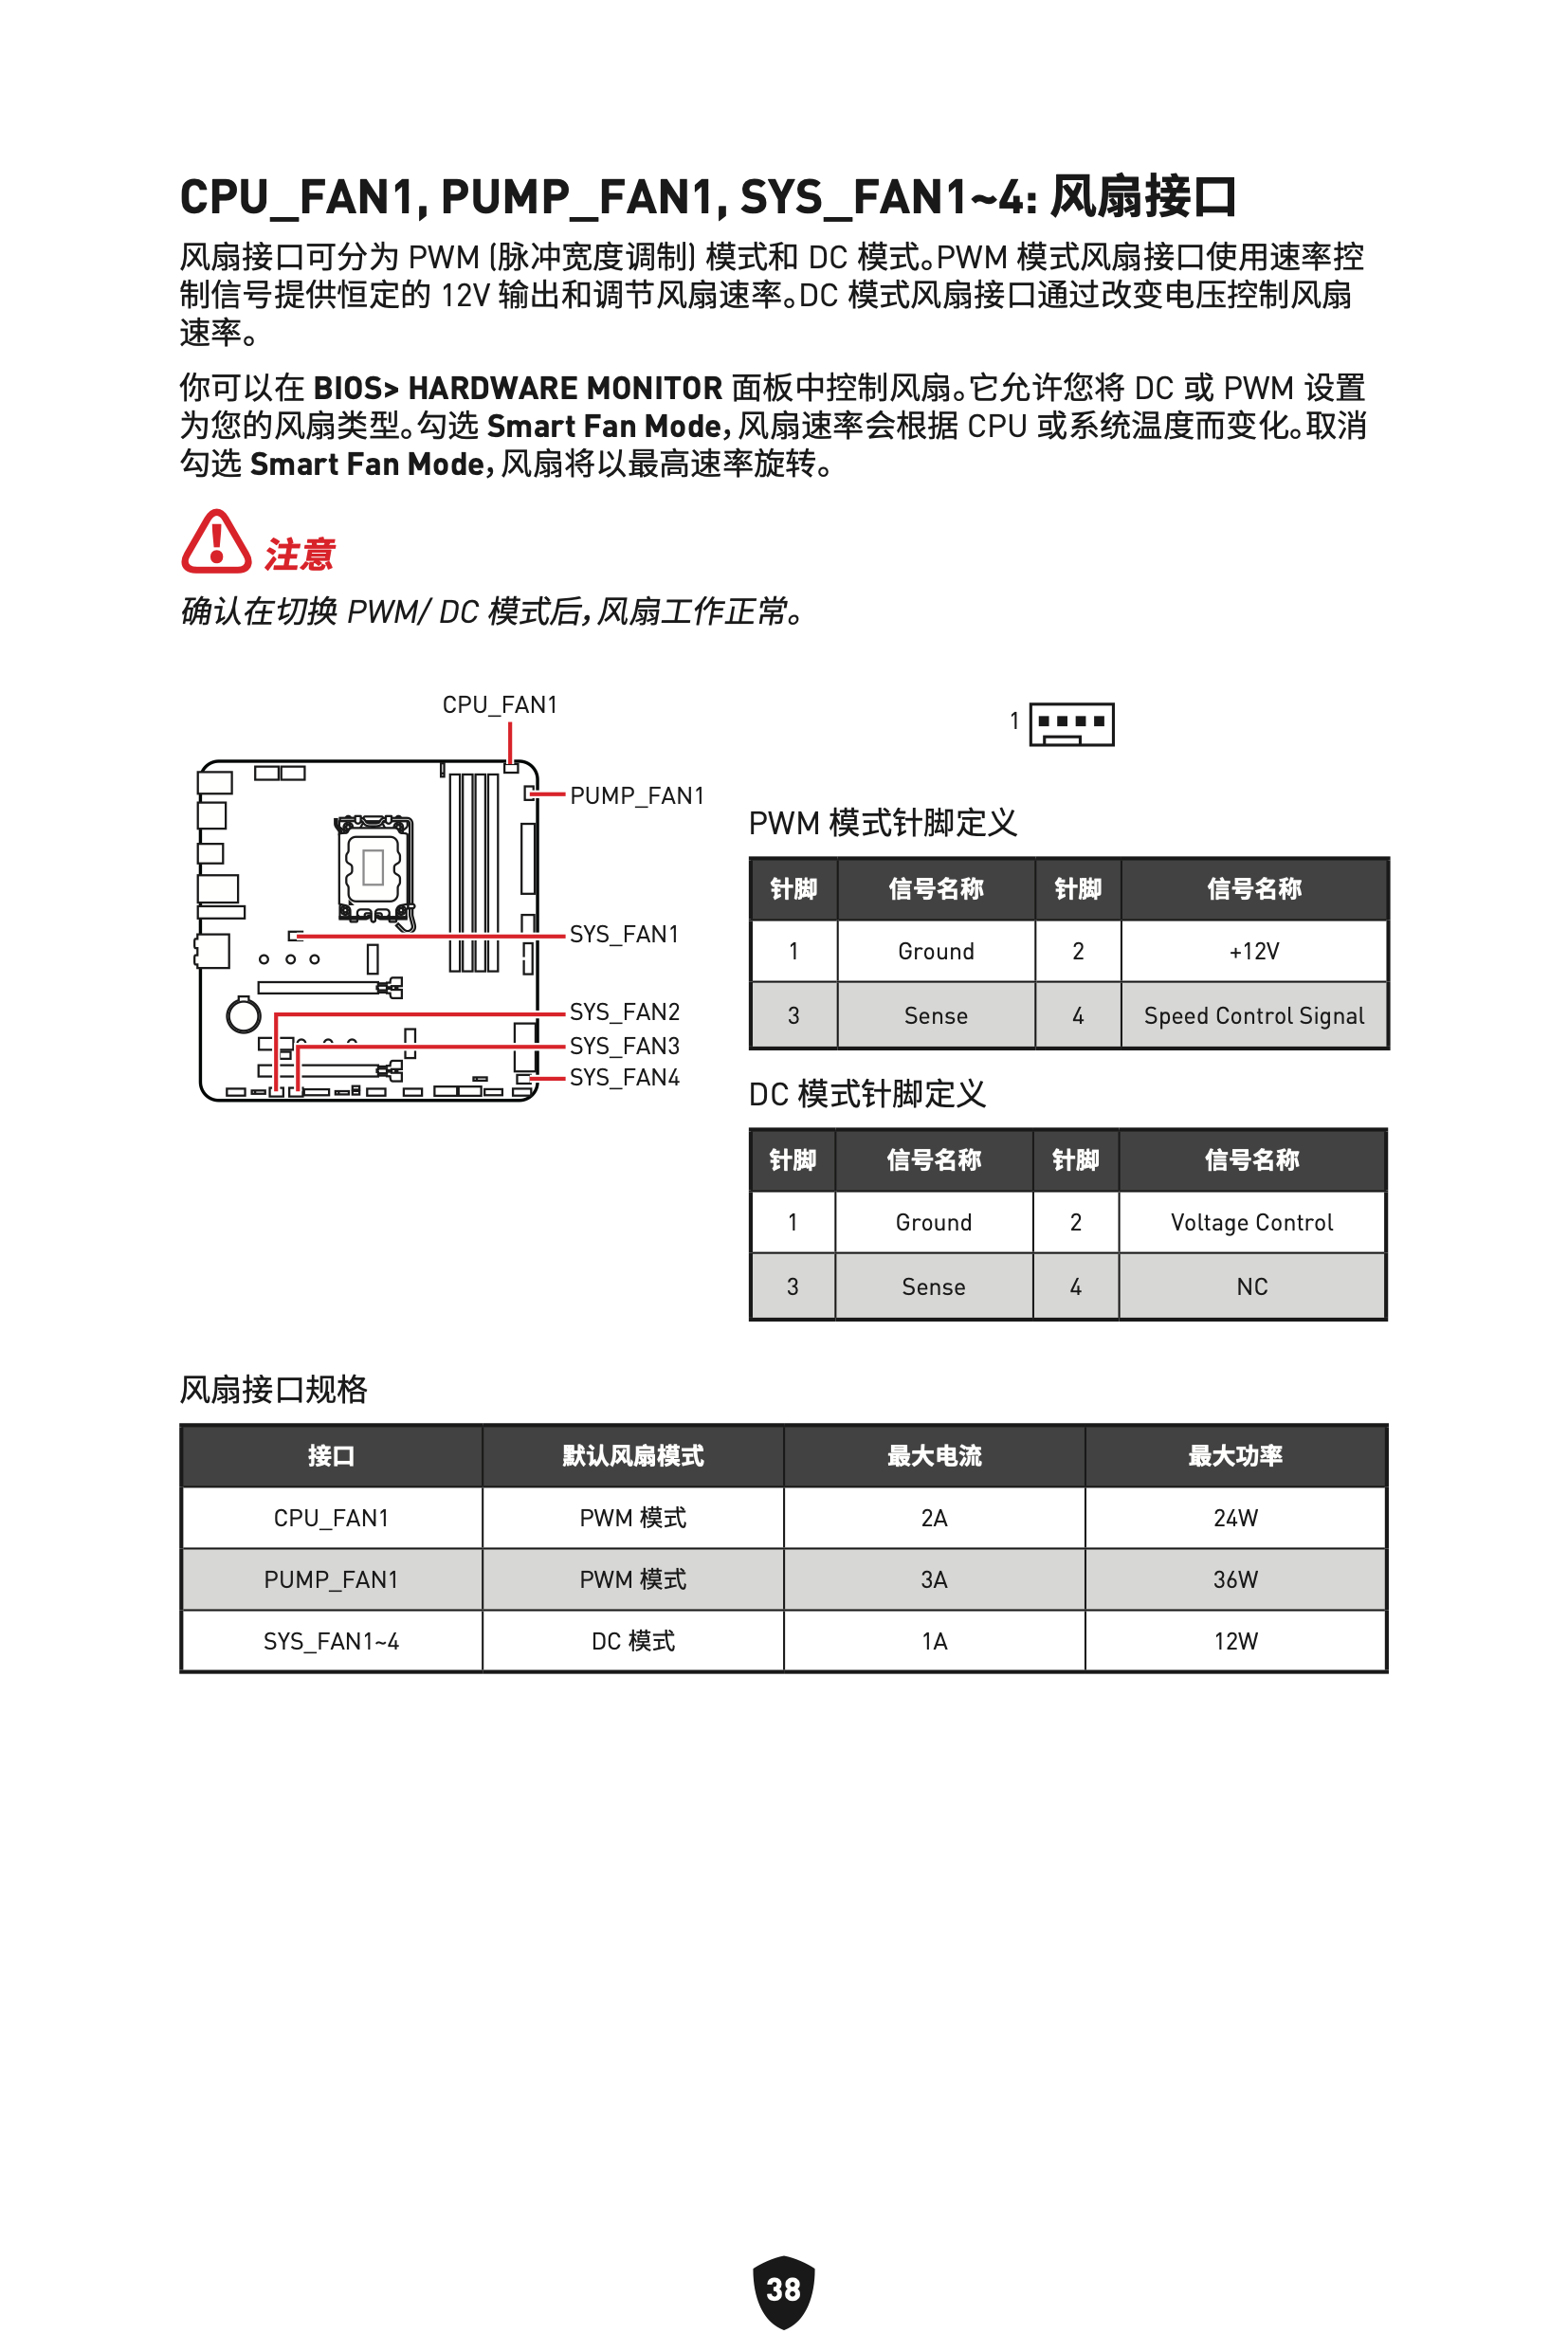 CPU_FAN1, PUMP_FAN1, SYS_FAN1~4: 风扇接口
风扇接口可分为 PWM (脉冲宽度调制) 模式和 DC 模式。PWM 模式风扇接口使用速率控
制信号提供恒定的 12V 输出和调节风扇速率。DC 模式风扇接口通过改变电压控制风扇
速率。
你可以在 BIOS> HARDWARE MONITOR 面板中控制风扇。它允许您将 DC 或 PWM 设置
为您的风扇类型。勾选 Smart Fan Mode，风扇速率会根据 CPU 或系统温度而变化。取消
勾选 Smart Fan Mode，风扇将以最高速率旋转。
注意
确认在切换 PWM/ DC 模式后，风扇工作正常。
CPU_FAN1
PUMP_FAN1
SYS_FAN1
SYS_FAN2
SYS_FAN3
SYS_FAN4
1
PWM 模式针脚定义
针脚 信号名称 针脚 信号名称
1 Ground 2 +12V
3 Sense 4 Speed Control Signal
DC 模式针脚定义
针脚 信号名称 针脚 信号名称
1 Ground 2 Voltage Control
3 Sense 4 NC
风扇接口规格
接口 默认风扇模式 最大电流 最大功率
CPU_FAN1 PWM 模式 2A 24W
PUMP_FAN1 PWM 模式 3A 36W
SYS_FAN1~4 DC 模式 1A 12W
38